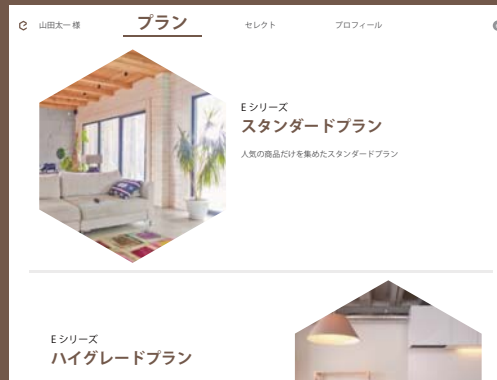 山田太一 様
プラン
セレクト
プロフィール
E シリーズ
スタンダードプラン
人気の商品だけを集めたスタンダードプラン
E シリーズ
ハイグレードプラン